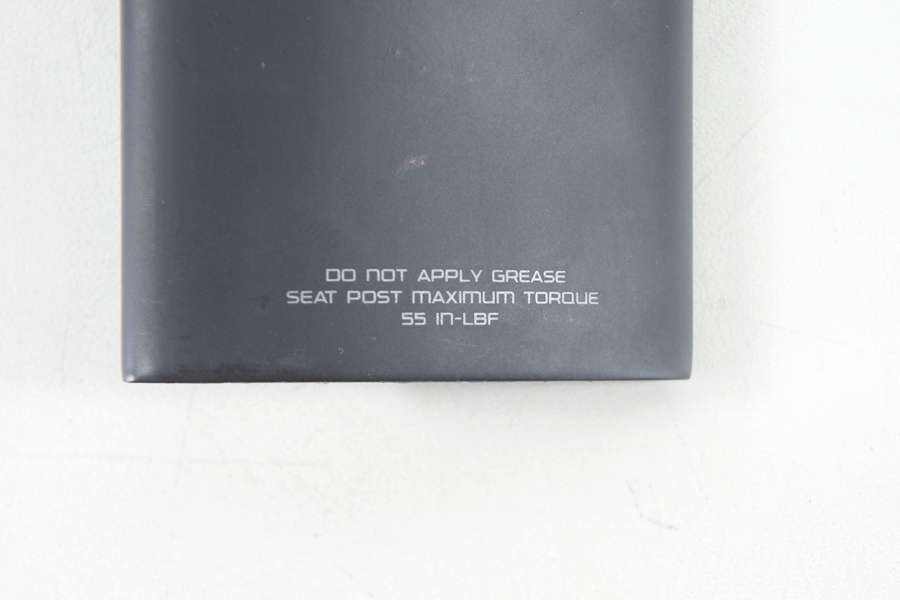 DO NOT APPLY GREASE
SEAT POST MAXIMUM TORQUE
55 IN-LBF